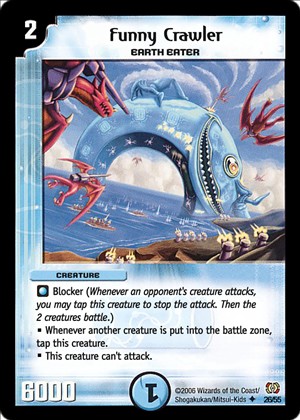 2
Funny Crawler
EARTH EATER
CREATURE
Blocker (Whenever an opponent's creature attacks,
you may tap this creature to stop the attack. Then the
2 creatures battle.)
▪ Whenever another creature is put into the battle zone,
tap this creature.
▪ This creature can't attack.
6000
1
©2006 Wizards of the Coast/
Shogakukan/Mitsui-Kids ♦ 26/55